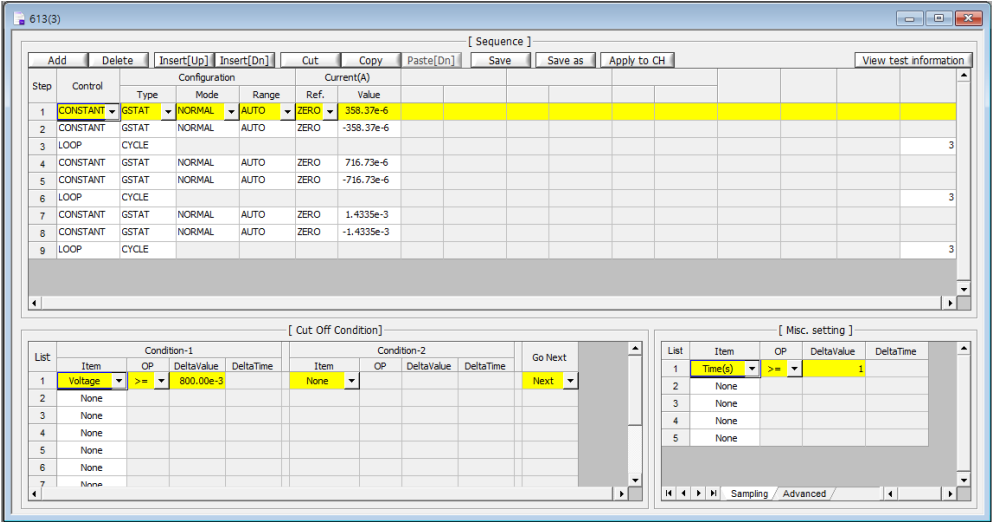 613(3)
[ Sequence ]
Add Delete Insert[Up] Insert[Dn] Cut Copy Paste[Dn] Save Save as Apply to CH View test information
Step Control Configuration Current(A)
Type Mode Range Ref. Value
1 CONSTANT GSTAT NORMAL AUTO ZERO 358.37e-6
2 CONSTANT GSTAT NORMAL AUTO ZERO -358.37e-6
3 LOOP CYCLE 3
4 CONSTANT GSTAT NORMAL AUTO ZERO 716.73e-6
5 CONSTANT GSTAT NORMAL AUTO ZERO -716.73e-6
6 LOOP CYCLE 3
7 CONSTANT GSTAT NORMAL AUTO ZERO 1.4335e-3
8 CONSTANT GSTAT NORMAL AUTO ZERO -1.4335e-3
9 LOOP CYCLE 3
[ Cut Off Condition]
List Condition-1 Condition-2 Go Next
Item OP DeltaValue DeltaTime Item OP DeltaValue DeltaTime
1 Voltage >= 800.00e-3 None Next
2 None
3 None
4 None
5 None
6 None
7 None
[ Misc. setting ]
List Item OP DeltaValue DeltaTime
1 Time(s) >= 1
2 None
3 None
4 None
5 None
Sampling Advanced